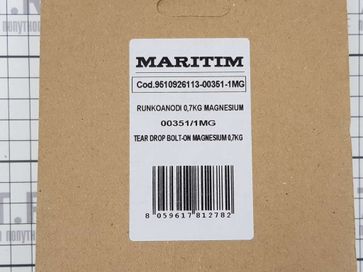 MARITIM
Cod.9510926113-00351-1MG
RUNKOANODI 0,7KG MAGNESIUM
00351/1MG
TEAR DROP BOLT-ON MAGNESIUM 0,7KG
8 059617 812782